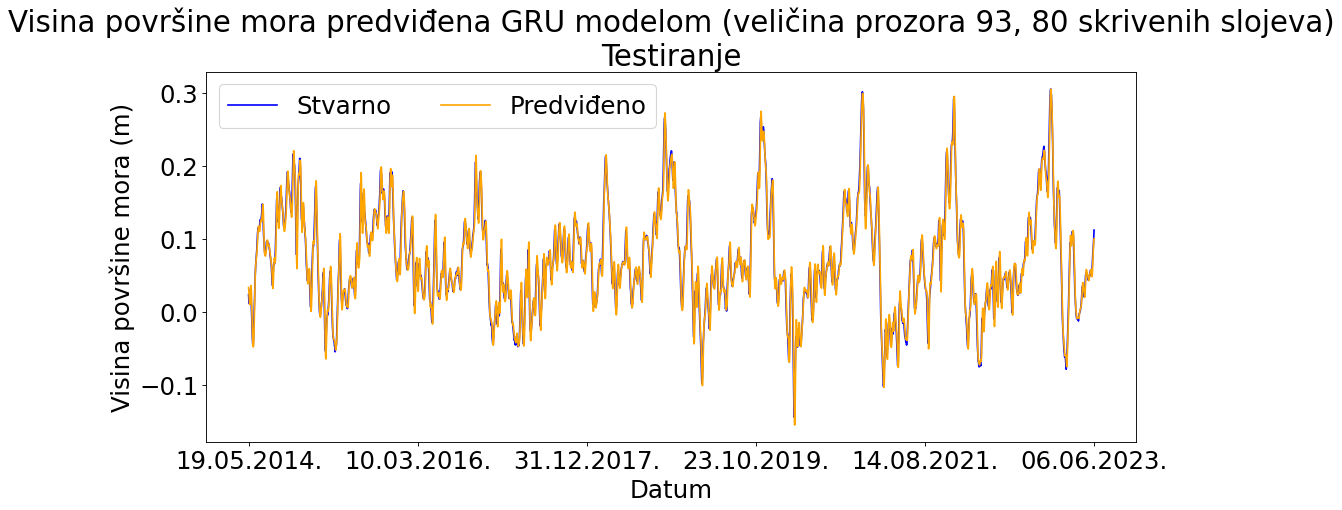 Visina površine mora predviđena GRU modelom (veličina prozora 93, 80 skrivenih slojeva)
Testiranje
Stvarno Predviđeno
Visina površine mora (m)
0.3
0.2
0.1
0.0
−0.1
19.05.2014. 10.03.2016. 31.12.2017. 23.10.2019. 14.08.2021. 06.06.2023.
Datum